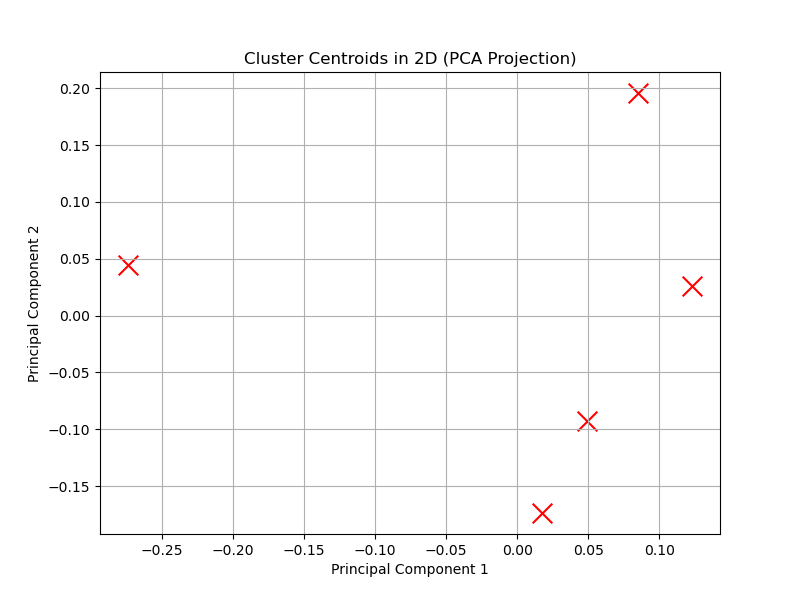 Cluster Centroids in 2D (PCA Projection)
0.20
0.15
0.10
0.05
0.00
−0.05
−0.10
−0.15
Principal Component 2
−0.25 −0.20 −0.15 −0.10 −0.05 0.00 0.05 0.10
Principal Component 1